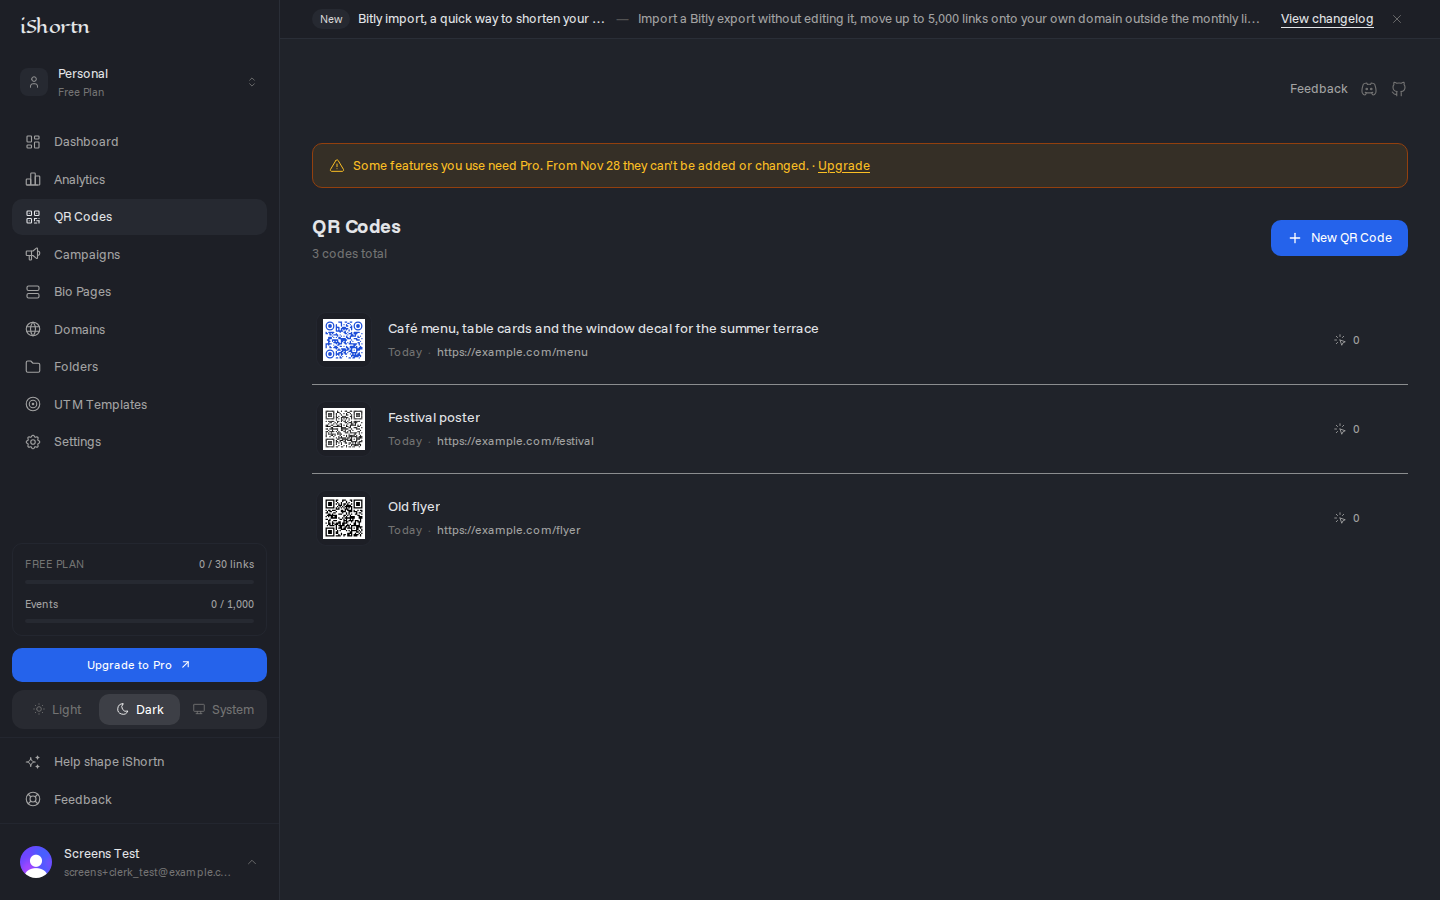 iShortn
Personal
Free Plan
Dashboard
Analytics
QR Codes
Campaigns
Bio Pages
Domains
Folders
UTM Templates
Settings
FREE PLAN 0 / 30 links
Events 0 / 1,000
Upgrade to Pro
Light Dark System
Help shape iShortn
Feedback
Screens Test
screens+clerk_test@example.c...
New Bitly import, a quick way to shorten your ... — Import a Bitly export without editing it, move up to 5,000 links onto your own domain outside the monthly li... View changelog
Feedback
Some features you use need Pro. From Nov 28 they can't be added or changed. · Upgrade
QR Codes
3 codes total
New QR Code
Café menu, table cards and the window decal for the summer terrace
Today · https://example.com/menu
0
Festival poster
Today · https://example.com/festival
0
Old flyer
Today · https://example.com/flyer
0